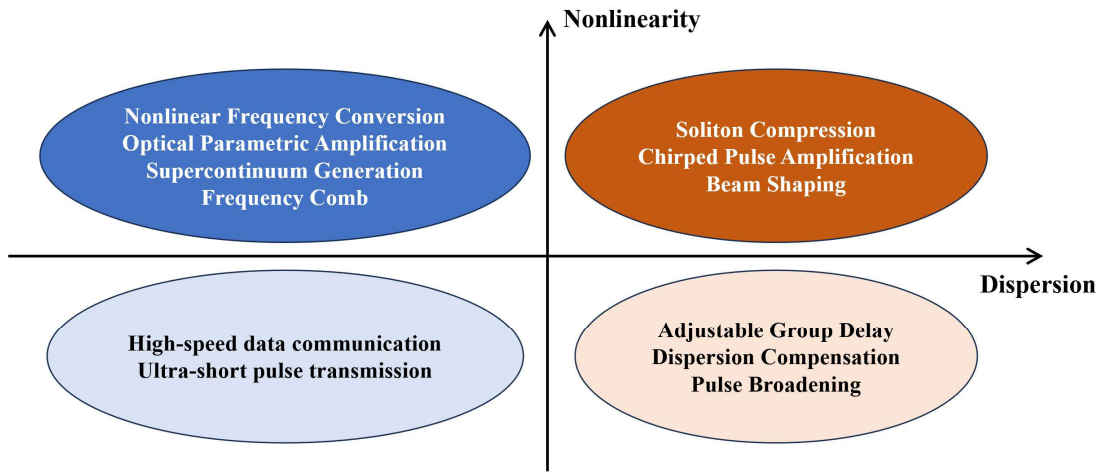 Nonlinearity
Nonlinear Frequency Conversion
Optical Parametric Amplification
Supercontinuum Generation
Frequency Comb
Soliton Compression
Chirped Pulse Amplification
Beam Shaping
Dispersion
High-speed data communication
Ultra-short pulse transmission
Adjustable Group Delay
Dispersion Compensation
Pulse Broadening